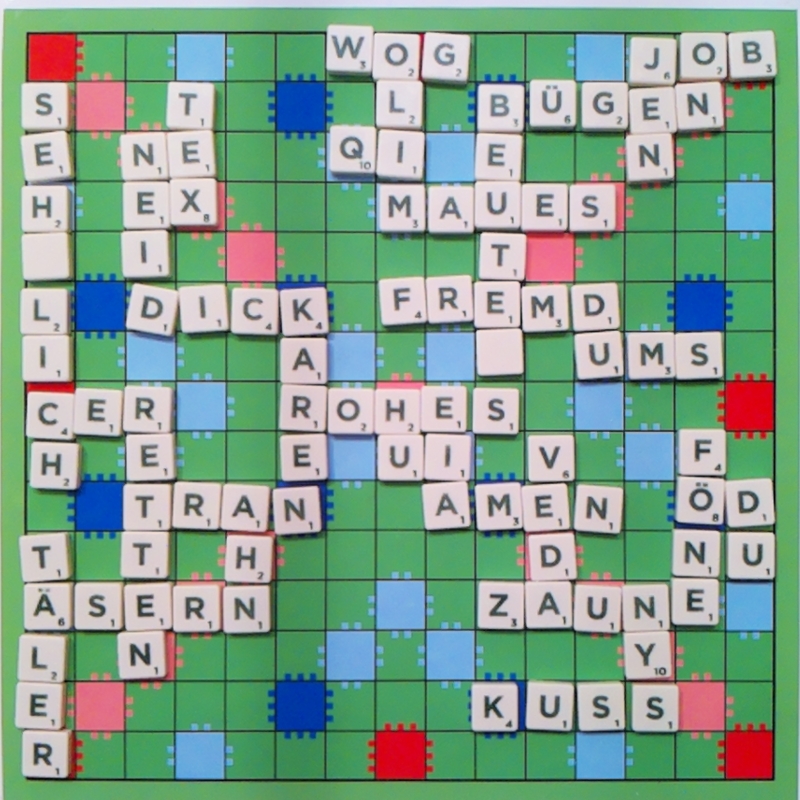 WOG JOB
S T L BÜGEN
E NE QI E N
H EX MAUES
I T
L DICK FREMD
I A UMS
CER ROHES
H E E UI V F
TRAN AMEN ÖD
T T H D NU
ÄSERN ZAUNE
L N Y
E KUSS
R